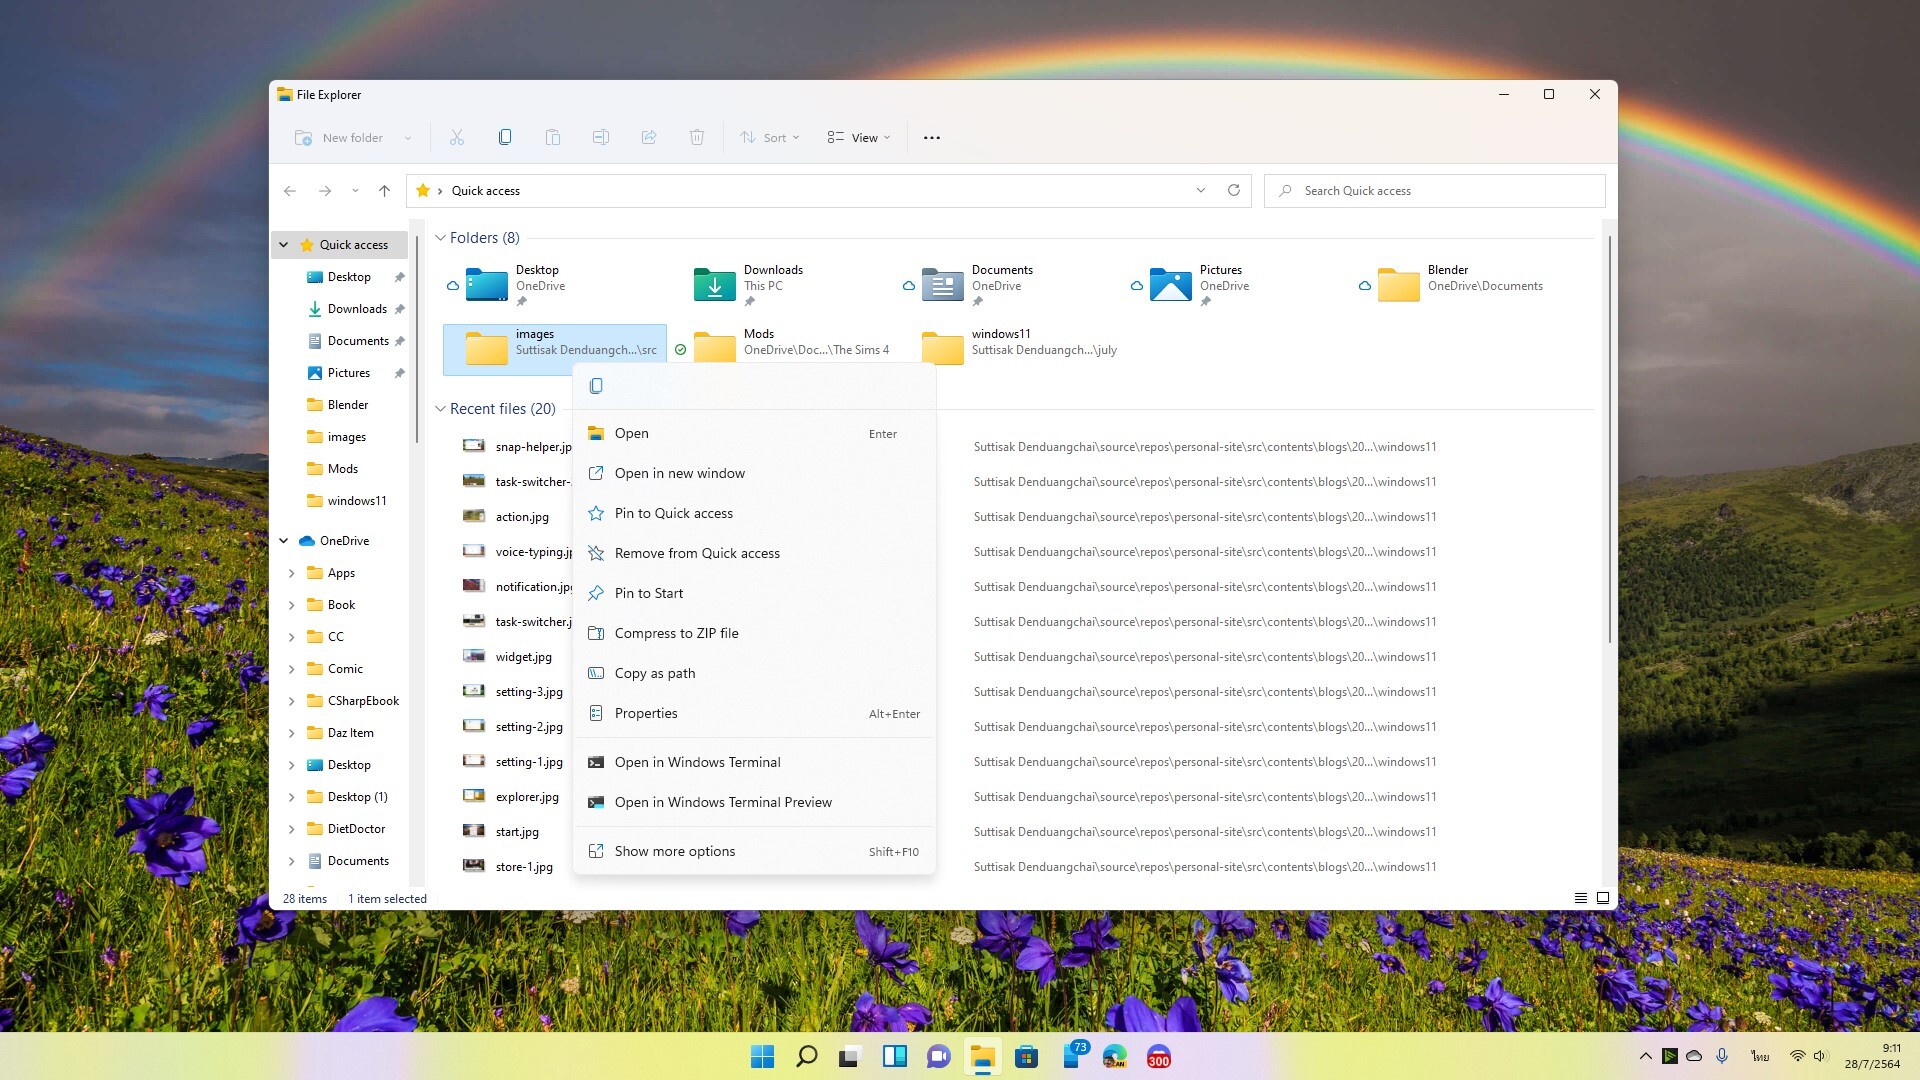 File Explorer
New folder
Sort
View
Quick access
Search Quick access
Quick access
Desktop
Downloads
Documents
Pictures
Blender
images
Mods
windows11
OneDrive
Apps
Book
CC
Comic
CSharpEbook
Daz Item
Desktop
Desktop (1)
DietDoctor
Documents
Folders (8)
Desktop
OneDrive
Downloads
This PC
Documents
OneDrive
Pictures
OneDrive
Blender
OneDrive\Documents
images
Suttisak Denduangch...\src
Mods
OneDrive\Doc...\The Sims 4
windows11
Suttisak Denduangch...\july
Recent files (20)
snap-helper.jp
Suttisak Denduangchai\source\repos\personal-site\src\contents\blogs\20...\windows11
task-switcher-
Suttisak Denduangchai\source\repos\personal-site\src\contents\blogs\20...\windows11
action.jpg
Suttisak Denduangchai\source\repos\personal-site\src\contents\blogs\20...\windows11
voice-typing.jp
Suttisak Denduangchai\source\repos\personal-site\src\contents\blogs\20...\windows11
notification.jpg
Suttisak Denduangchai\source\repos\personal-site\src\contents\blogs\20...\windows11
task-switcher.j
Suttisak Denduangchai\source\repos\personal-site\src\contents\blogs\20...\windows11
widget.jpg
Suttisak Denduangchai\source\repos\personal-site\src\contents\blogs\20...\windows11
setting-3.jpg
Suttisak Denduangchai\source\repos\personal-site\src\contents\blogs\20...\windows11
setting-2.jpg
Suttisak Denduangchai\source\repos\personal-site\src\contents\blogs\20...\windows11
setting-1.jpg
Suttisak Denduangchai\source\repos\personal-site\src\contents\blogs\20...\windows11
explorer.jpg
Suttisak Denduangchai\source\repos\personal-site\src\contents\blogs\20...\windows11
start.jpg
Suttisak Denduangchai\source\repos\personal-site\src\contents\blogs\20...\windows11
store-1.jpg
Suttisak Denduangchai\source\repos\personal-site\src\contents\blogs\20...\windows11
Open Enter
Open in new window
Pin to Quick access
Remove from Quick access
Pin to Start
Compress to ZIP file
Copy as path
Properties Alt+Enter
Open in Windows Terminal
Open in Windows Terminal Preview
Show more options Shift+F10
28 items 1 item selected
73
CAN
300
ไทย
9:11
28/7/2564